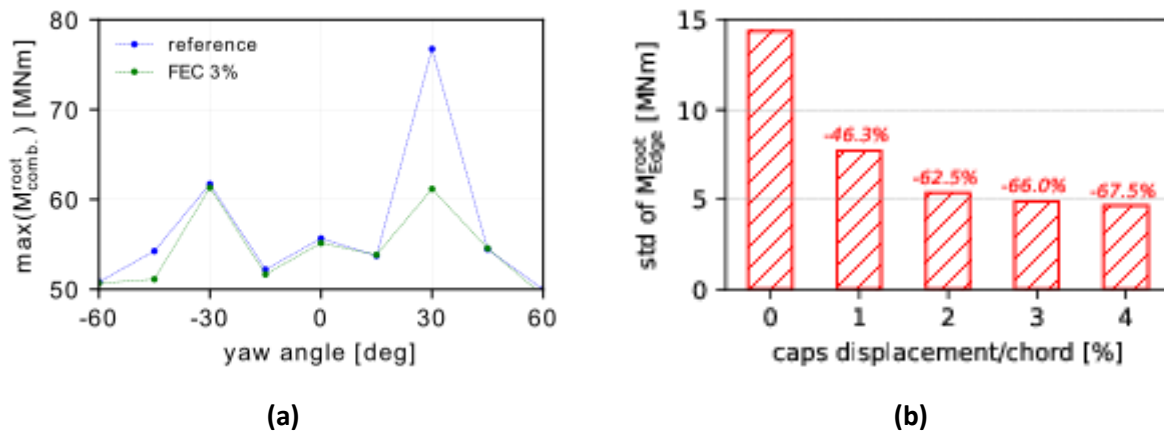 80
70
60
50
max(M^root_comb.) [MNm]
reference
FEC 3%
-60
-30
0
30
60
yaw angle [deg]
(a)
15
10
5
0
std of M^root_Edge [MNm]
-46.3%
-62.5%
-66.0%
-67.5%
0
1
2
3
4
caps displacement/chord [%]
(b)